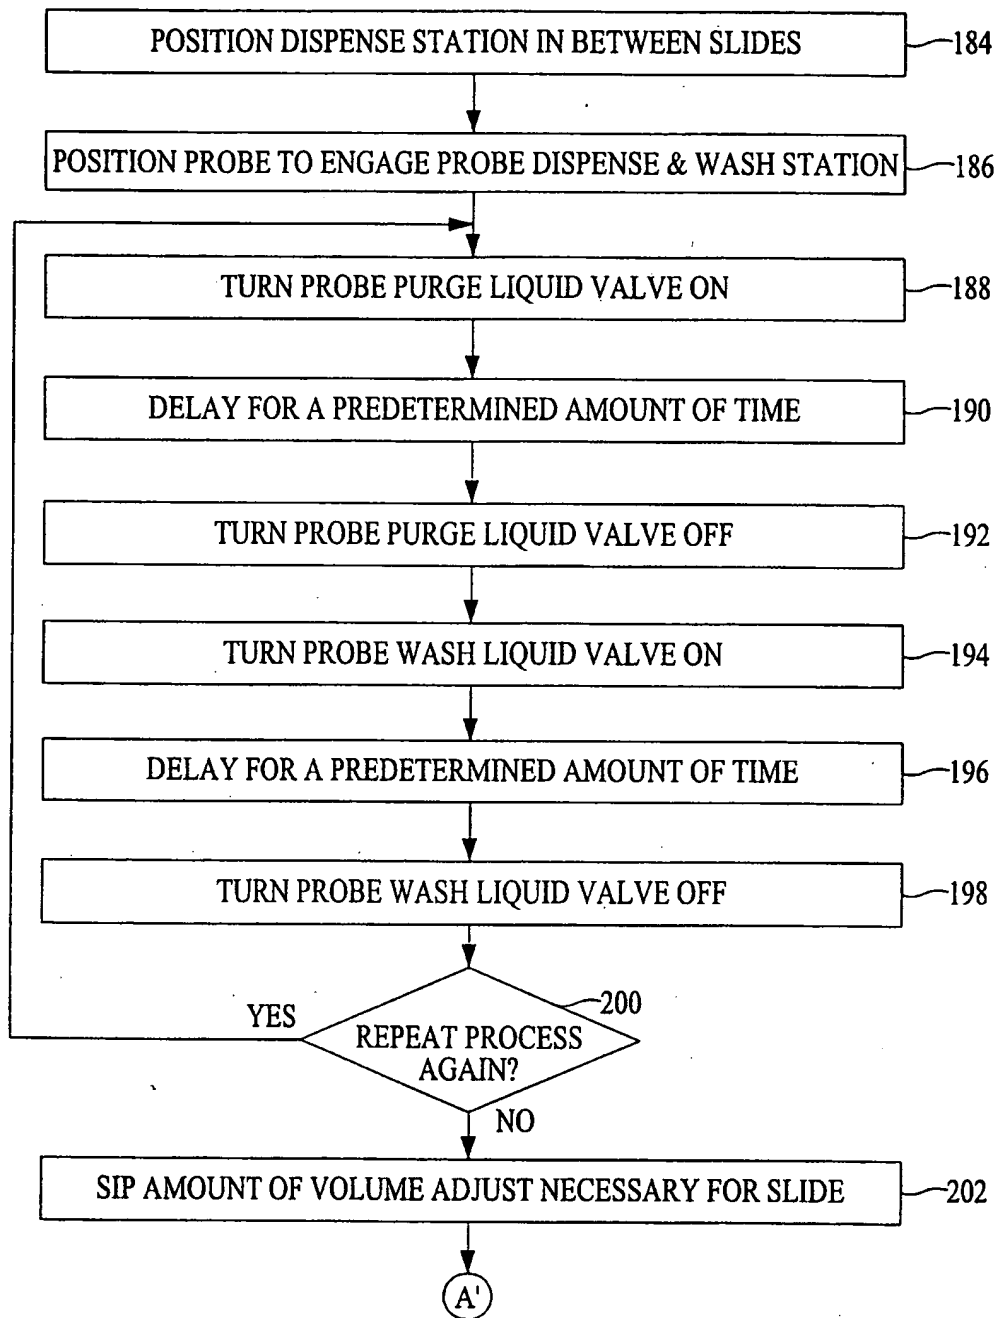 POSITION DISPENSE STATION IN BETWEEN SLIDES
184
POSITION PROBE TO ENGAGE PROBE DISPENSE & WASH STATION
186
TURN PROBE PURGE LIQUID VALVE ON
188
DELAY FOR A PREDETERMINED AMOUNT OF TIME
190
TURN PROBE PURGE LIQUID VALVE OFF
192
TURN PROBE WASH LIQUID VALVE ON
194
DELAY FOR A PREDETERMINED AMOUNT OF TIME
196
TURN PROBE WASH LIQUID VALVE OFF
198
200
YES
REPEAT PROCESS
AGAIN?
NO
SIP AMOUNT OF VOLUME ADJUST NECESSARY FOR SLIDE
202
A'